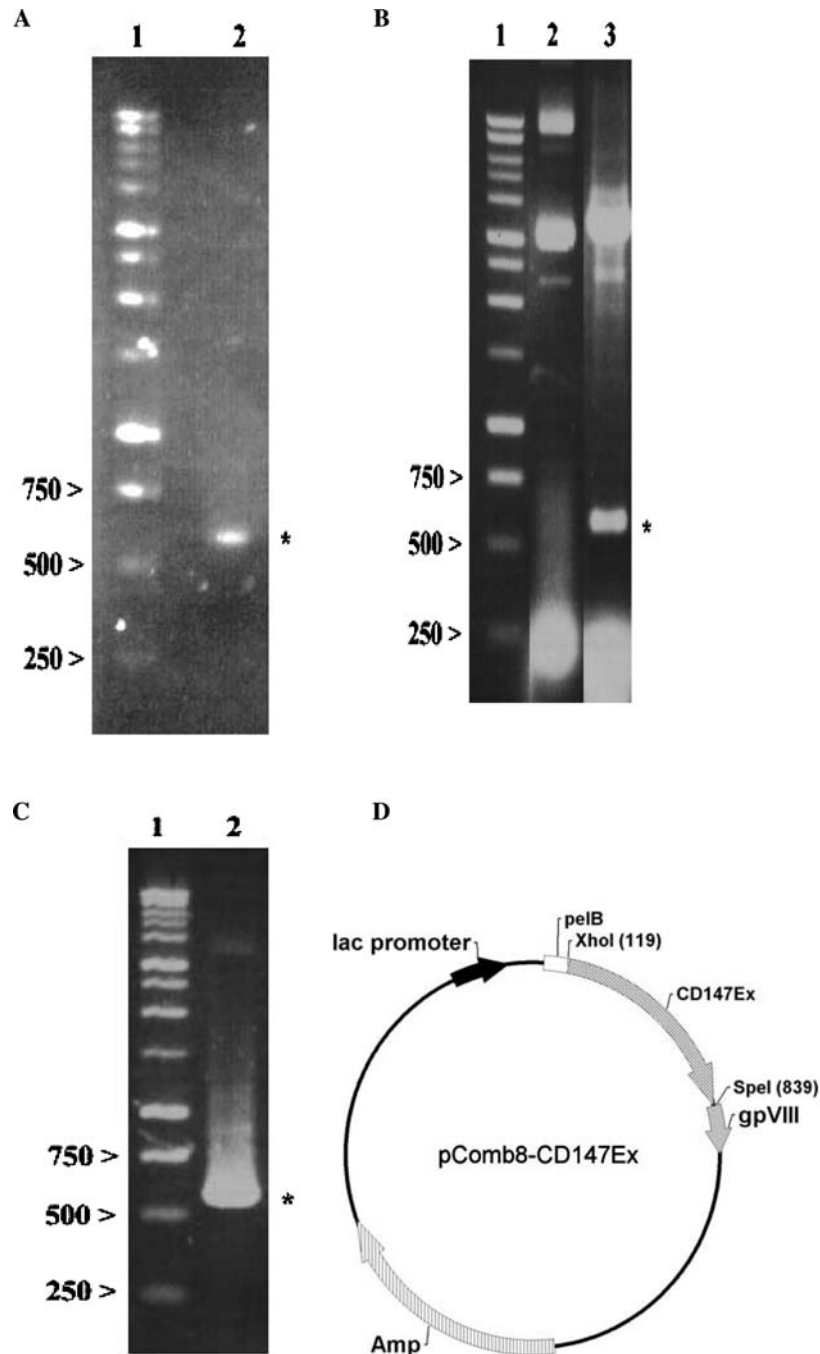 A
1 2
750 >
500 >
250 >
*
B
1 2 3
750 >
500 >
250 >
*
C
1 2
750 >
500 >
250 >
*
D
lac promoter
pelB
XhoI (119)
CD147Ex
SpeI (839)
gpVIII
pComb8-CD147Ex
Amp